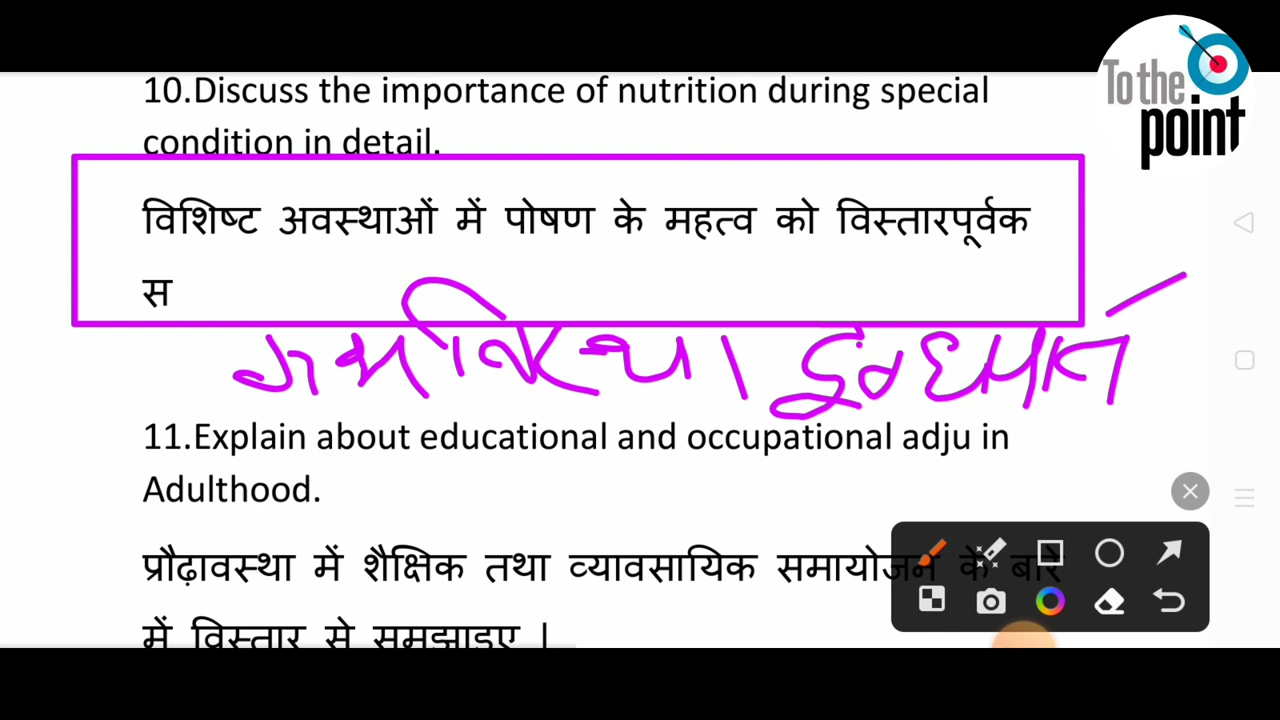 To the
point
10.Discuss the importance of nutrition during special
condition in detail.
विशिष्ट अवस्थाओं में पोषण के महत्व को विस्तारपूर्वक
स
गर्भावस्था
11.Explain about educational and occupational adju in
Adulthood.
प्रौढ़ावस्था में शैक्षिक तथा व्यावसायिक समायोजन के बारे
में विस्तार से समझाइए |